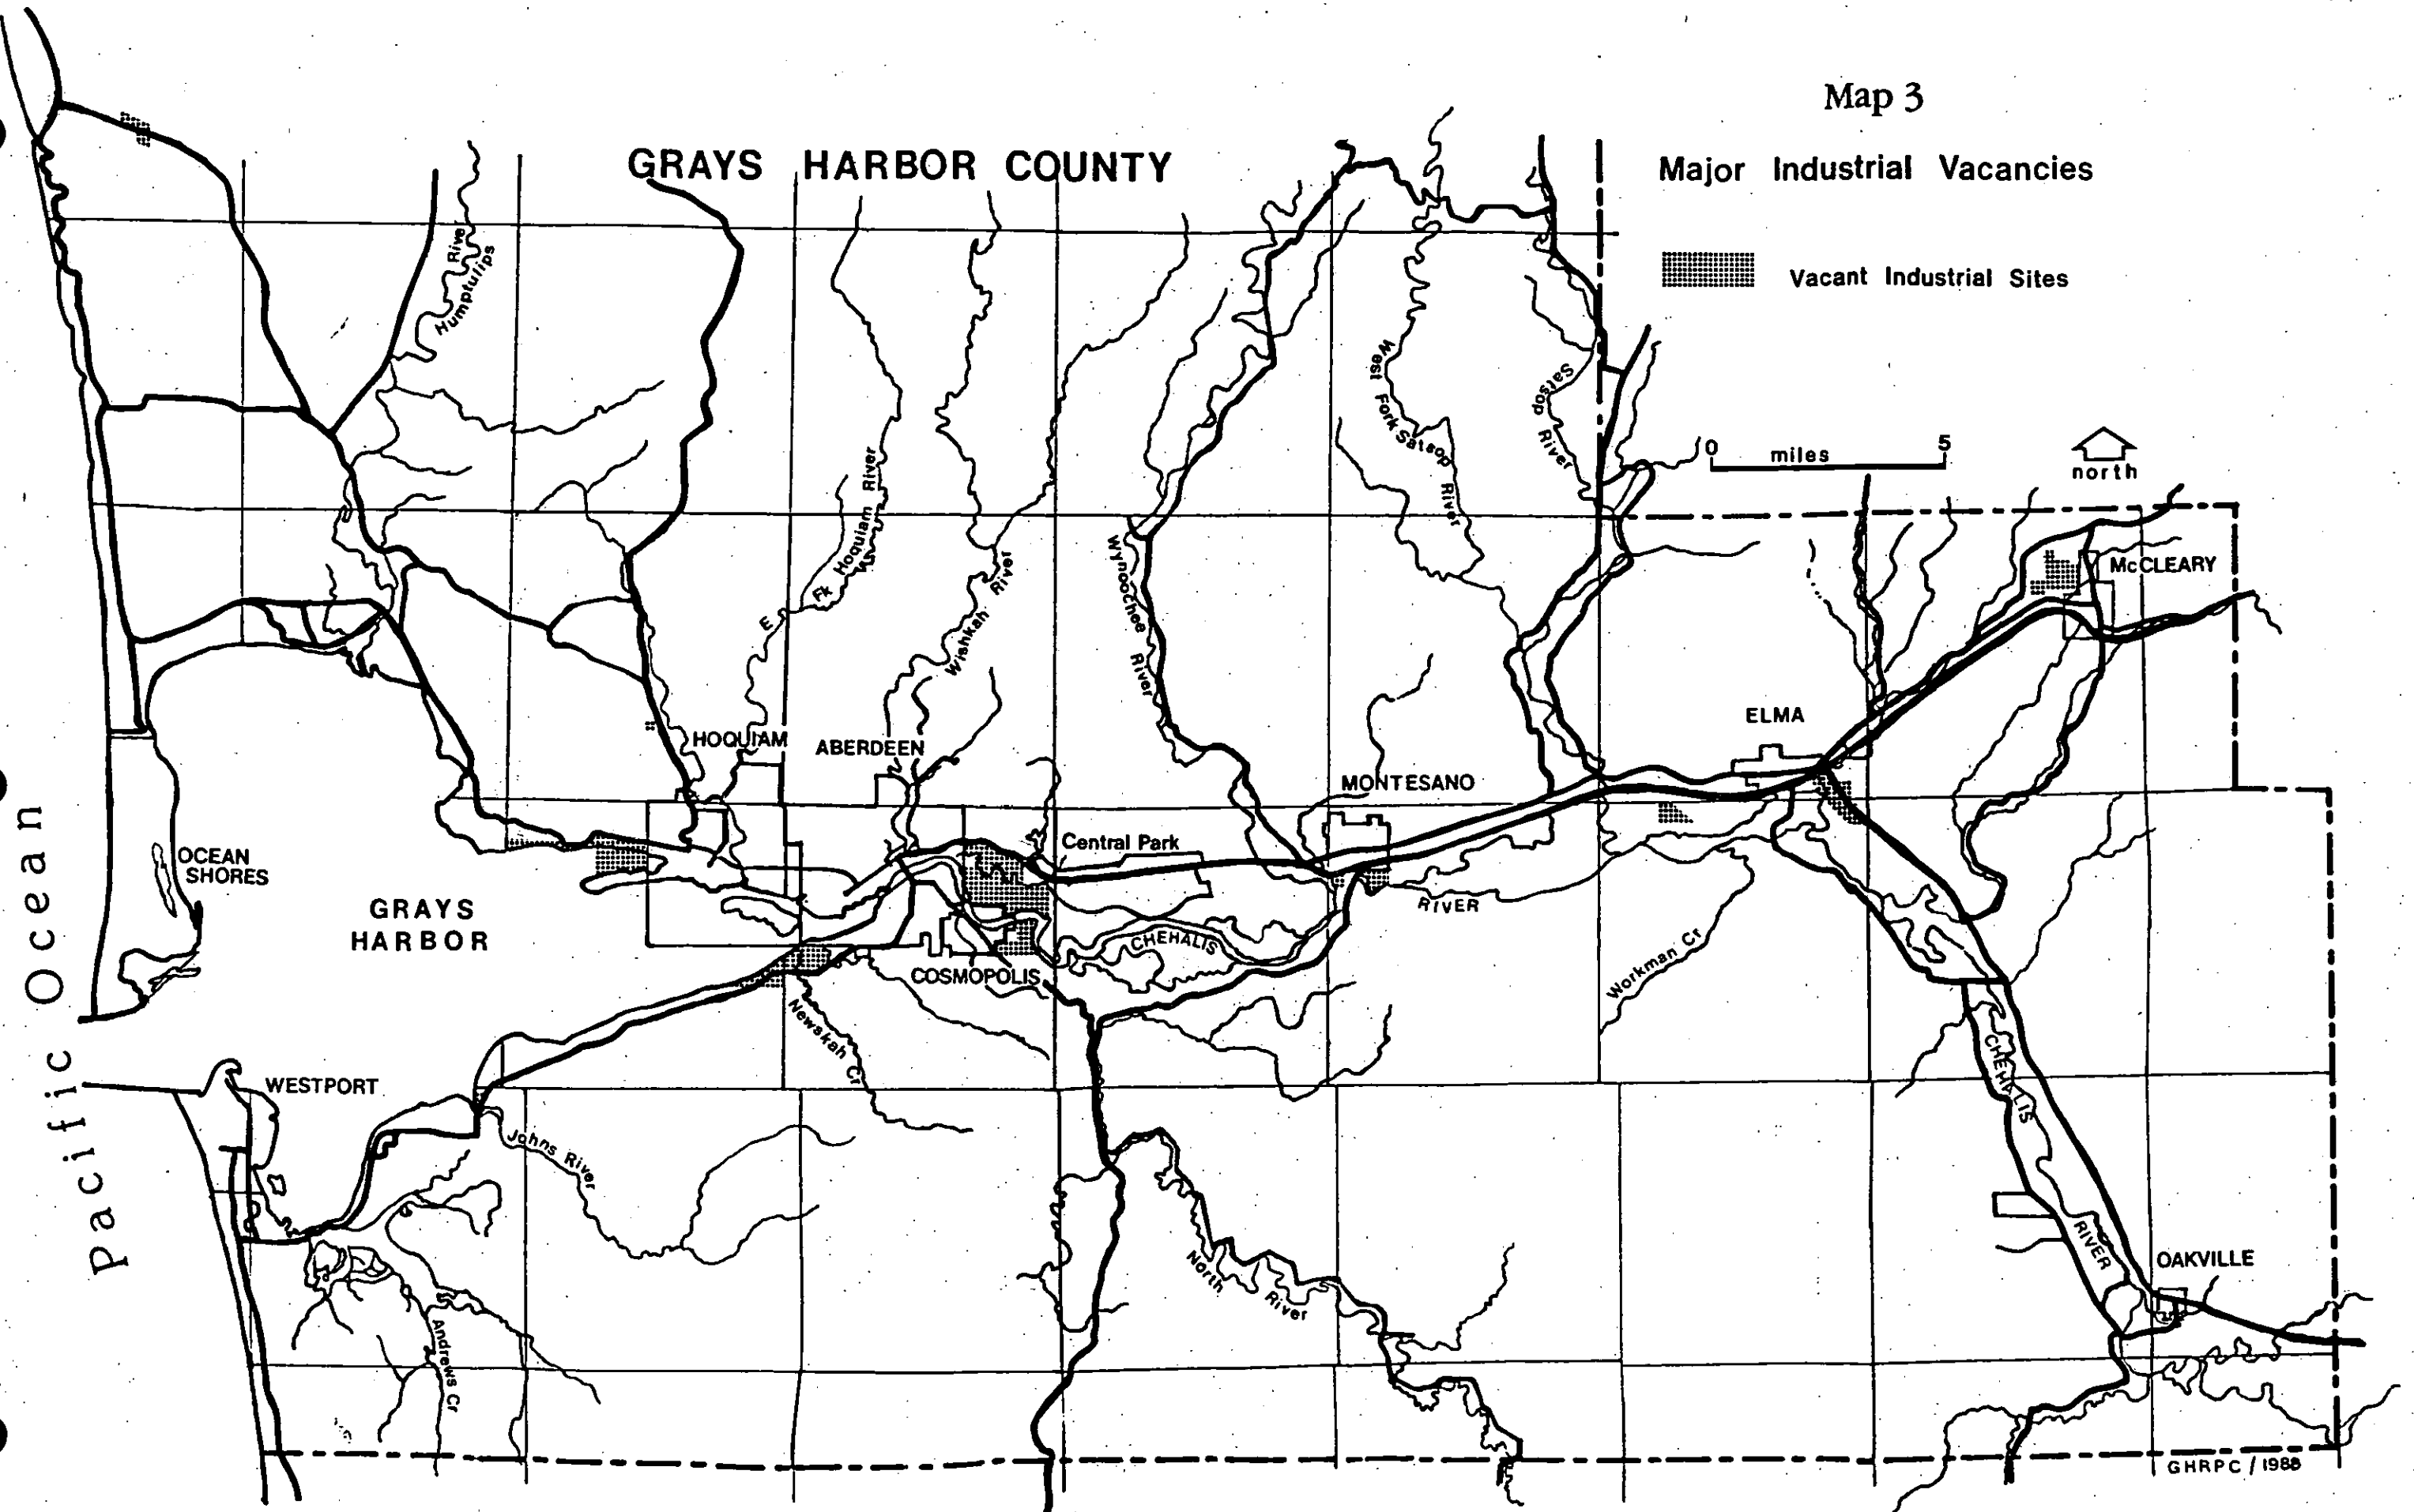 Map 3
GRAYS HARBOR COUNTY
Major Industrial Vacancies
Vacant Industrial Sites
0 miles 5
north
Humptulips
Rive
West Fork Satsop River
Satsop River
E Fk Hoquiam River
Wishkah River
Wynoochee River
McCLEARY
ELMA
HOQUIAM
ABERDEEN
MONTESANO
Central Park
OCEAN
SHORES
GRAYS
HARBOR
Pacific Ocean
CHEHALIS
RIVER
COSMOPOLIS
Workman Cr
Newskah Cr
WESTPORT
Johns River
CHEHALIS
RIVER
North River
OAKVILLE
Andrews Cr
GHRPC / 1988